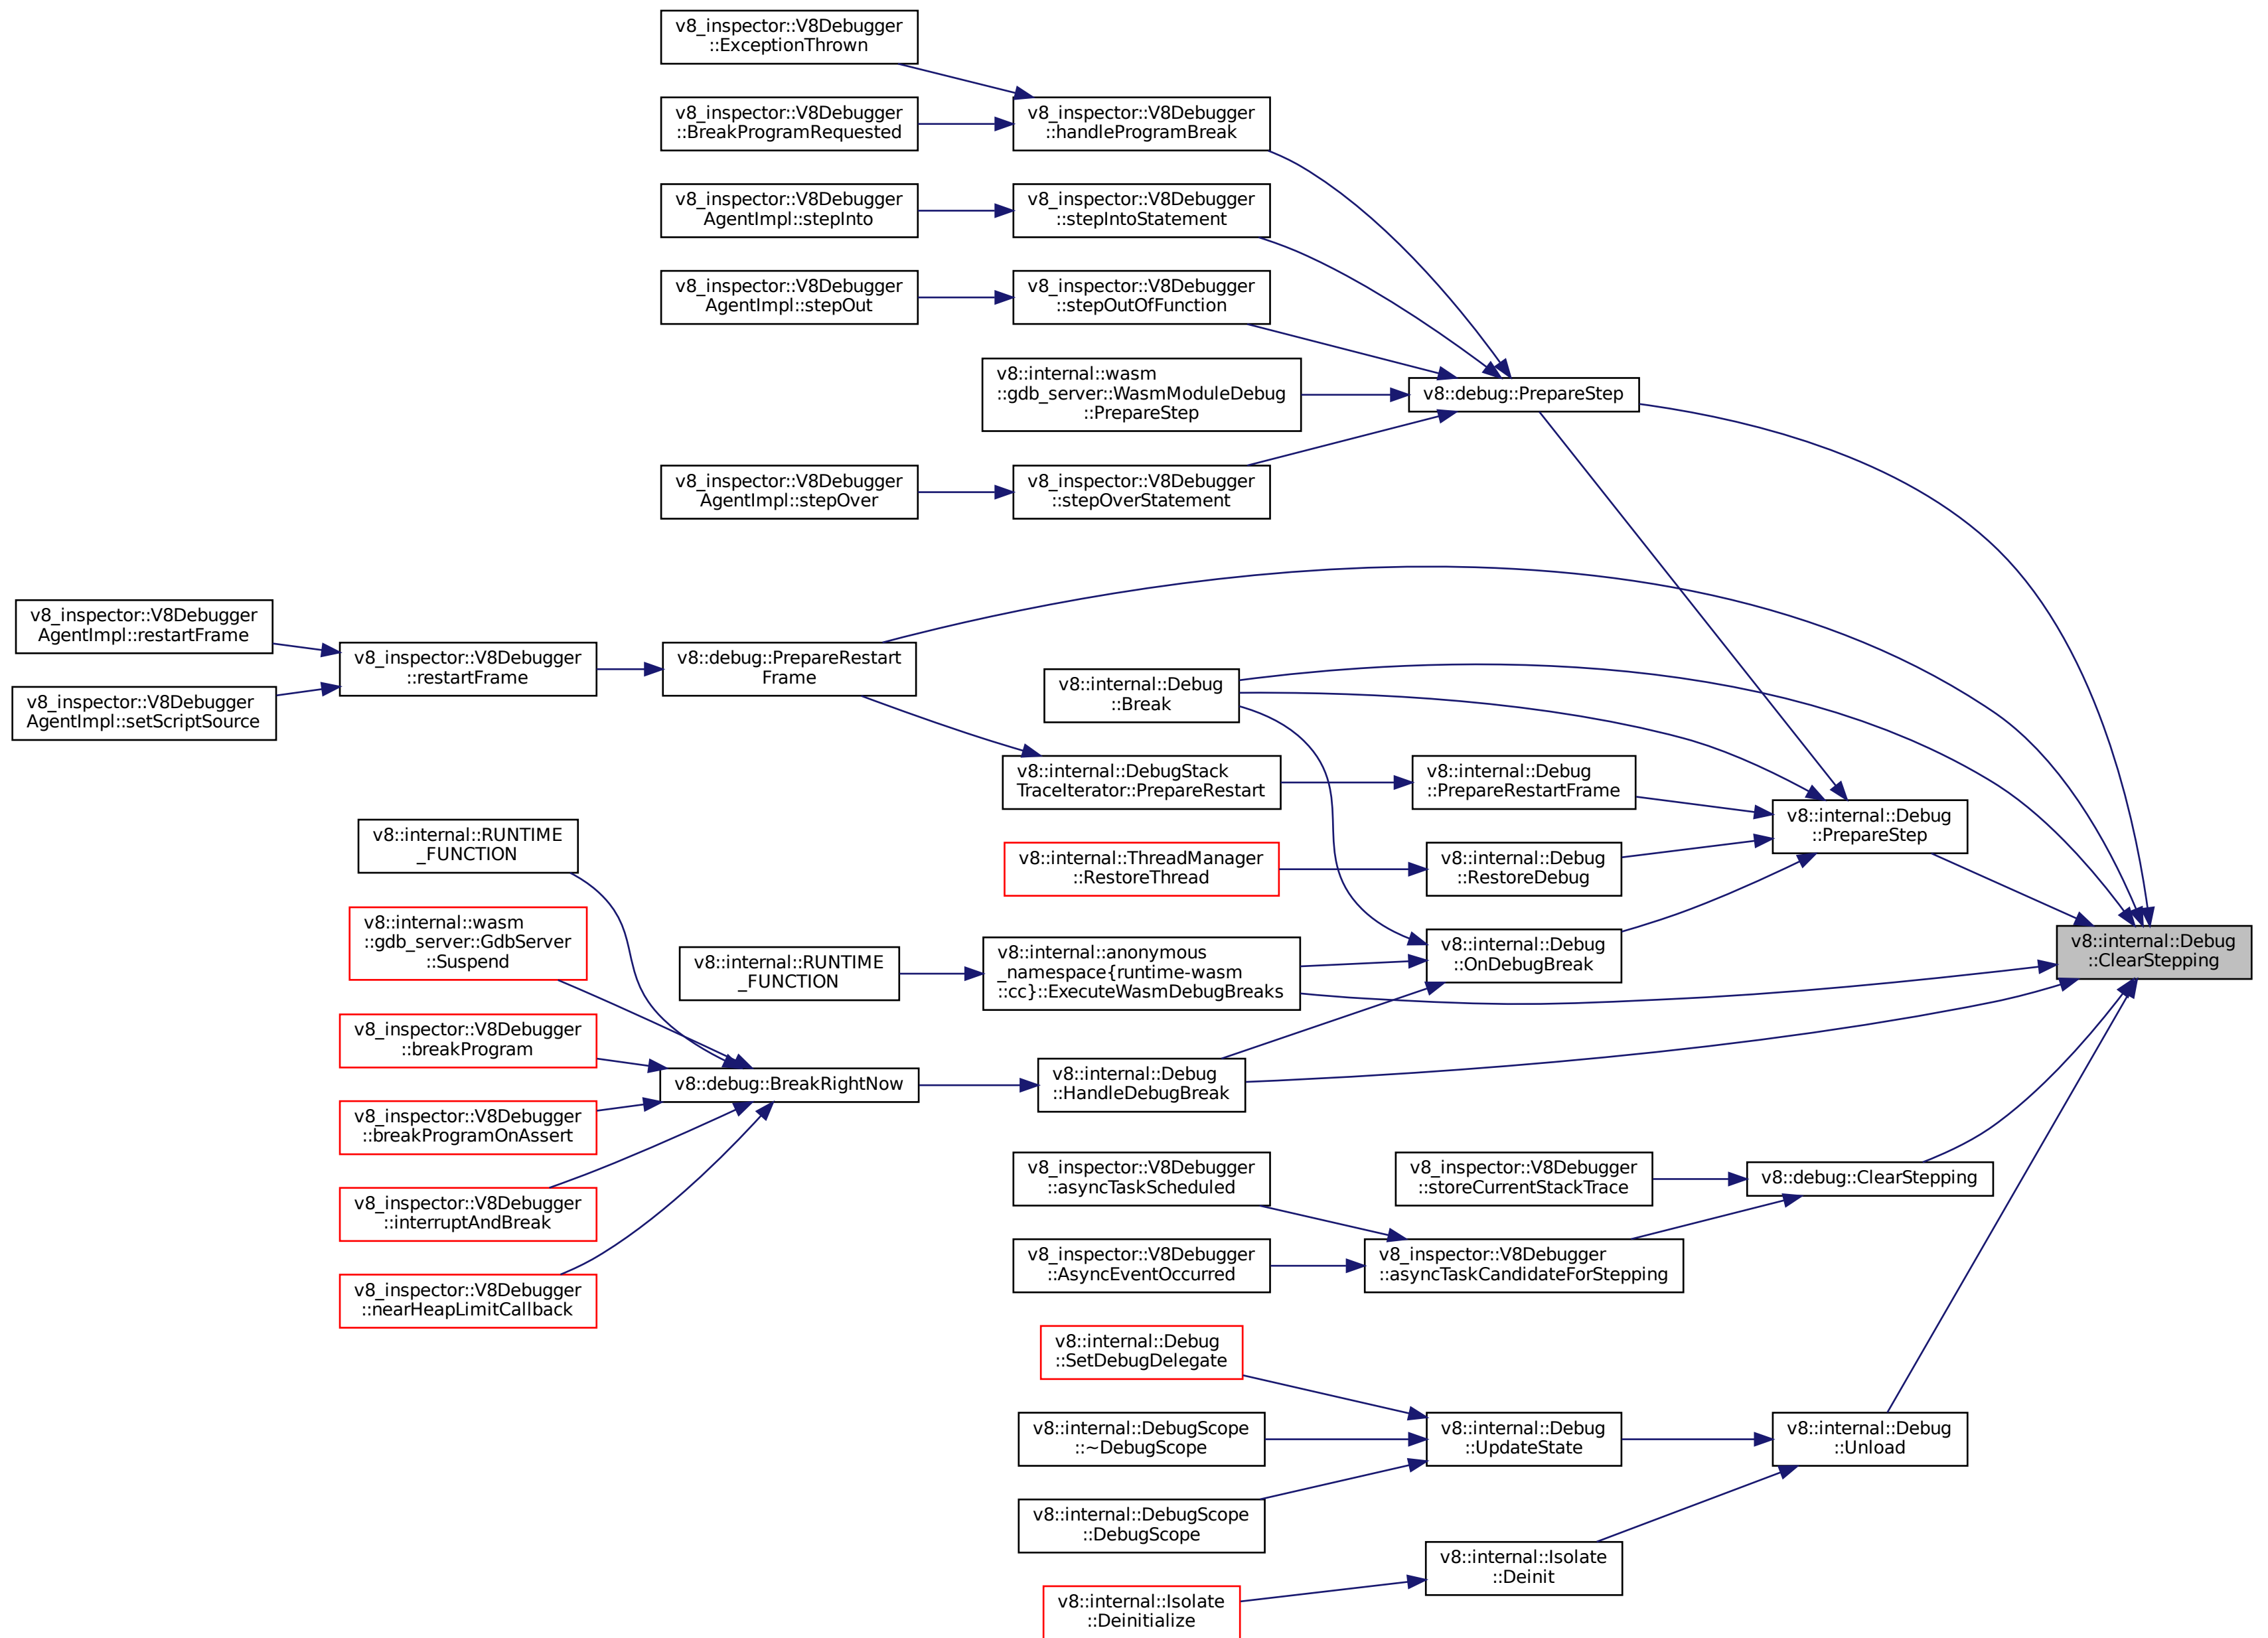 v8_inspector::V8Debugger
::ExceptionThrown
v8_inspector::V8Debugger
::BreakProgramRequested
v8_inspector::V8Debugger
::handleProgramBreak
v8_inspector::V8Debugger
AgentImpl::stepInto
v8_inspector::V8Debugger
::stepIntoStatement
v8_inspector::V8Debugger
AgentImpl::stepOut
v8_inspector::V8Debugger
::stepOutOfFunction
v8::internal::wasm
::gdb_server::WasmModuleDebug
::PrepareStep
v8::debug::PrepareStep
v8_inspector::V8Debugger
AgentImpl::stepOver
v8_inspector::V8Debugger
::stepOverStatement
v8_inspector::V8Debugger
AgentImpl::restartFrame
v8_inspector::V8Debugger
AgentImpl::setScriptSource
v8_inspector::V8Debugger
::restartFrame
v8::debug::PrepareRestart
Frame
v8::internal::Debug
::Break
v8::internal::DebugStack
TraceIterator::PrepareRestart
v8::internal::Debug
::PrepareRestartFrame
v8::internal::Debug
::PrepareStep
v8::internal::RUNTIME
_FUNCTION
v8::internal::ThreadManager
::RestoreThread
v8::internal::Debug
::RestoreDebug
v8::internal::wasm
::gdb_server::GdbServer
::Suspend
v8::internal::RUNTIME
_FUNCTION
v8::internal::anonymous
_namespace{runtime-wasm
::cc}::ExecuteWasmDebugBreaks
v8::internal::Debug
::OnDebugBreak
v8::internal::Debug
::ClearStepping
v8_inspector::V8Debugger
::breakProgram
v8::debug::BreakRightNow
v8::internal::Debug
::HandleDebugBreak
v8_inspector::V8Debugger
::breakProgramOnAssert
v8_inspector::V8Debugger
::interruptAndBreak
v8_inspector::V8Debugger
::nearHeapLimitCallback
v8_inspector::V8Debugger
::asyncTaskScheduled
v8_inspector::V8Debugger
::storeCurrentStackTrace
v8::debug::ClearStepping
v8_inspector::V8Debugger
::AsyncEventOccurred
v8_inspector::V8Debugger
::asyncTaskCandidateForStepping
v8::internal::Debug
::SetDebugDelegate
v8::internal::DebugScope
::~DebugScope
v8::internal::Debug
::UpdateState
v8::internal::Debug
::Unload
v8::internal::DebugScope
::DebugScope
v8::internal::Isolate
::Deinit
v8::internal::Isolate
::Deinitialize